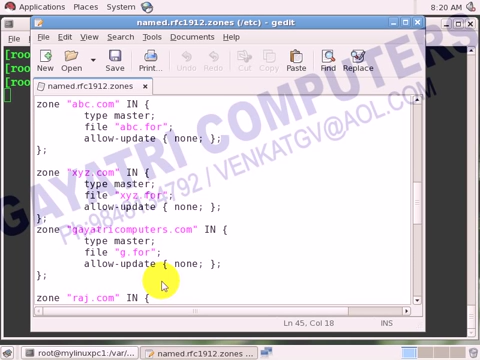 Applications Places System 8:20 AM
named.rfc1912.zones (/etc) - gedit
File Edit View Search Tools Documents Help
New Open Save Print... Undo Redo Cut Copy Paste Find Replace
named.rfc1912.zones
[roo
[roo
[roo
zone "abc.com" IN {
type master;
file "abc.for";
allow-update { none; };
};
zone "xyz.com" IN {
type master;
file "xyz.for";
allow-update { none; };
};
zone "gayatricomputers.com" IN {
type master;
file "g.for";
allow-update { none; };
};
zone "raj.com" IN {
GAYATRI COMPUTERS
VENKATGV@AOL.COM
Ln 45, Col 18 INS
root@mylinuxpc1:/var/... named.rfc1912.zones (/etc) ...